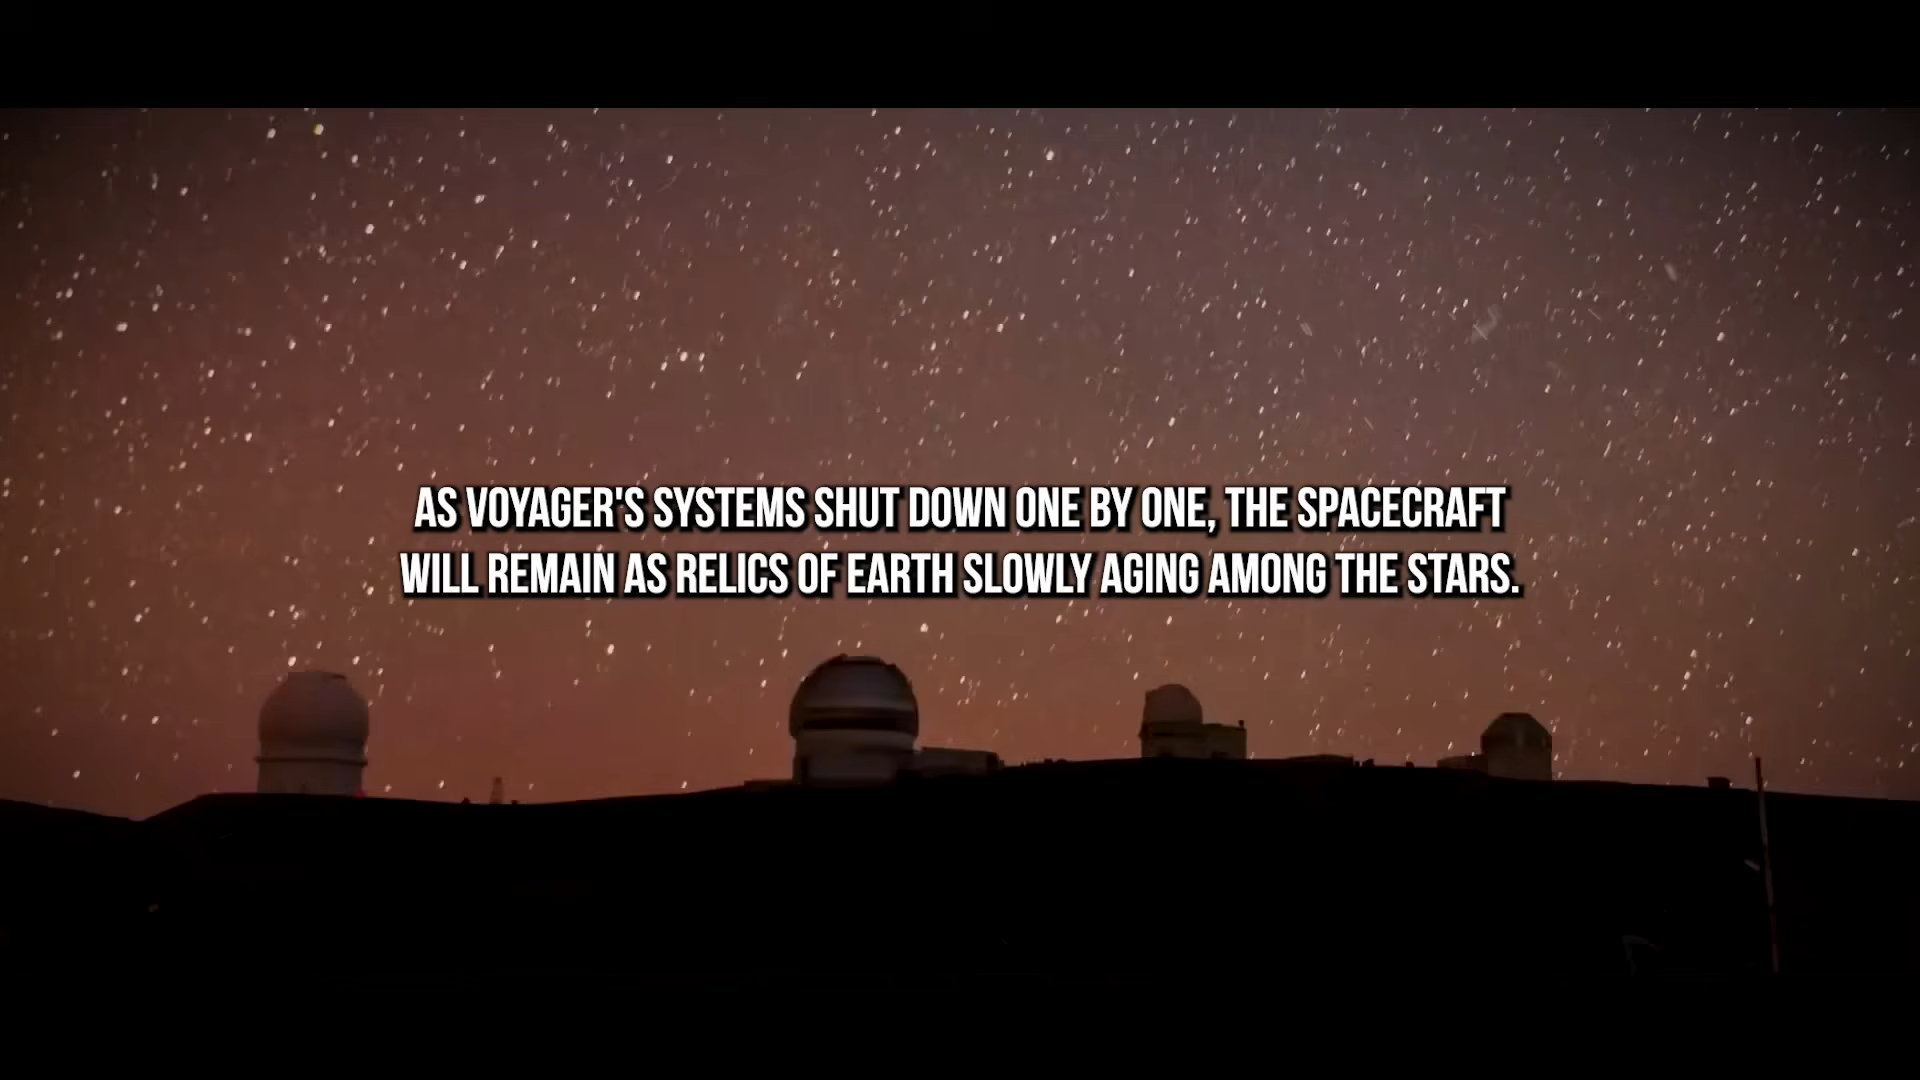 AS VOYAGER'S SYSTEMS SHUT DOWN ONE BY ONE, THE SPACECRAFT
WILL REMAIN AS RELICS OF EARTH SLOWLY AGING AMONG THE STARS.